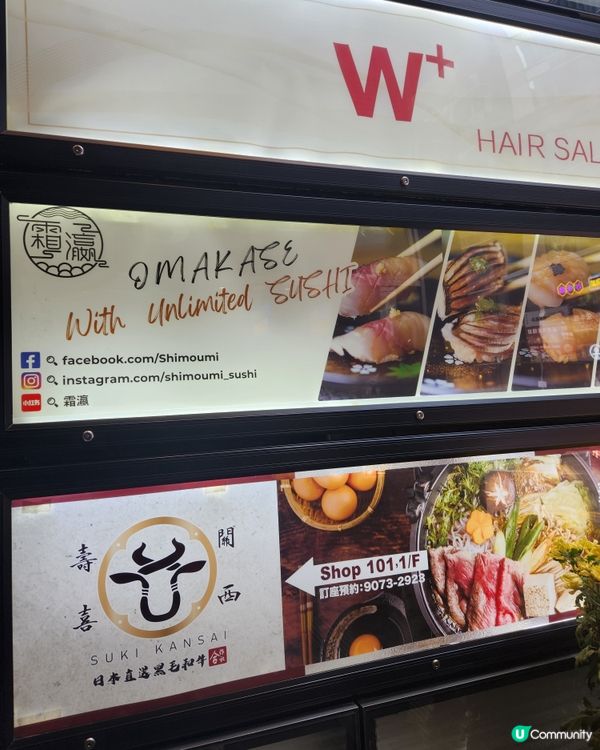 W+
HAIR SAL
霜瀛
OMAKASE
With Unlimited SUSHI
facebook.com/Shimoumi
instagram.com/shimoumi_sushi
小红书 霜瀛
關西
壽喜
SUKI KANSAI
日本直送黑毛和牛
Shop 101,1/F
訂座預約:9073-2923
U Community